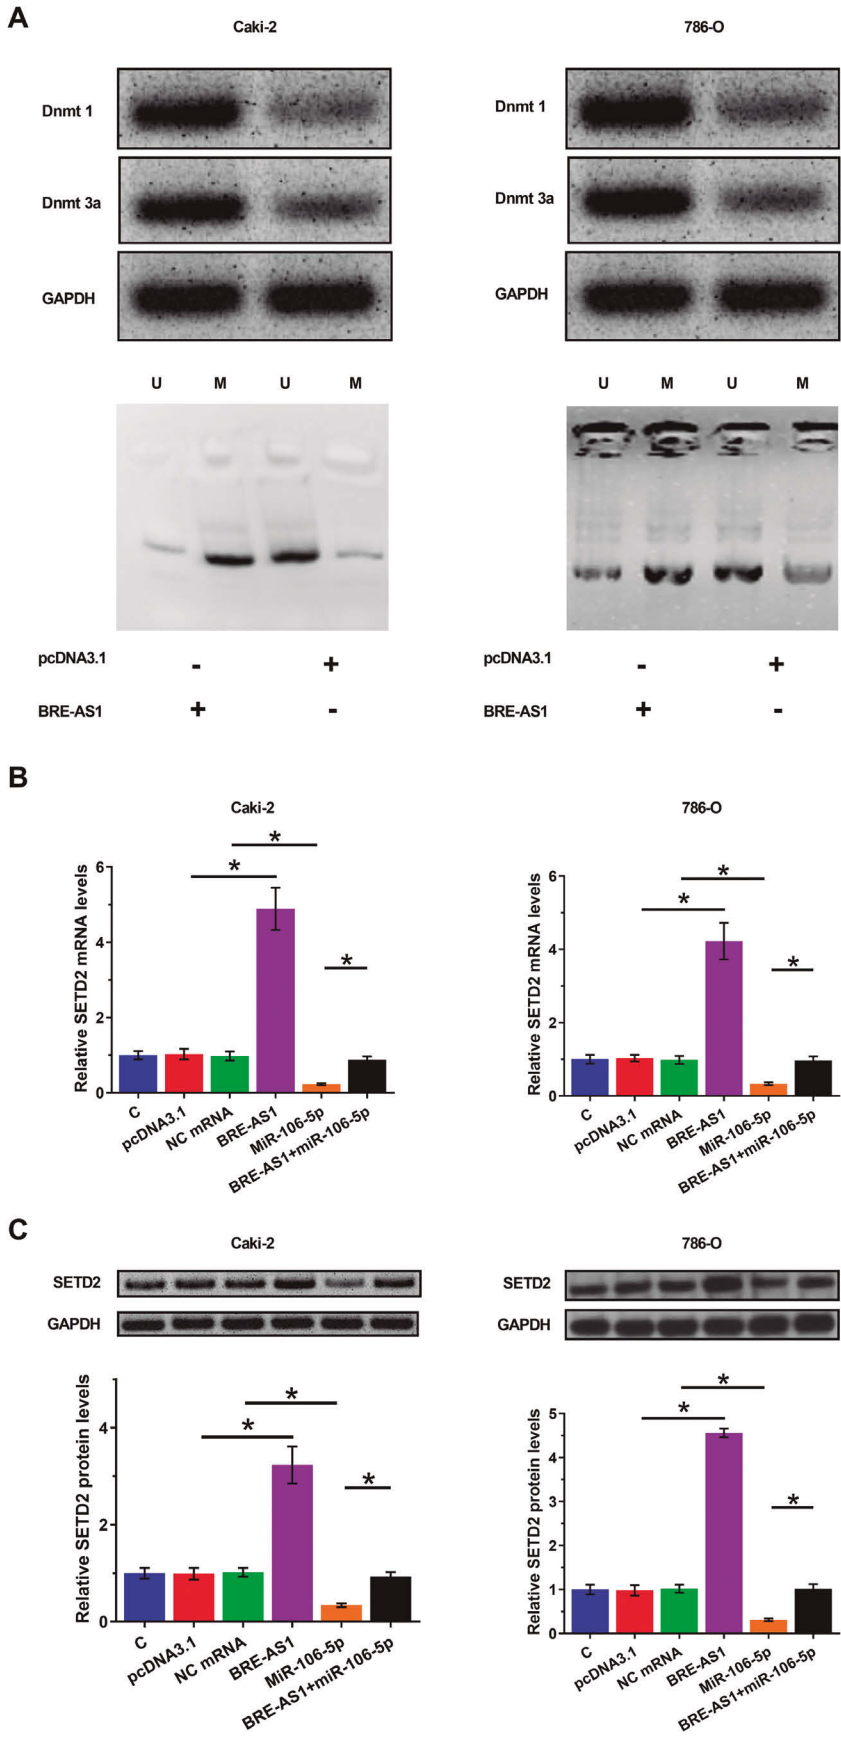 A
Caki-2 786-O
Dnmt 1 Dnmt 1
Dnmt 3a Dnmt 3a
GAPDH GAPDH
U M U M U M U M
pcDNA3.1 - + pcDNA3.1 - +
BRE-AS1 + - BRE-AS1 + -
B
Caki-2
Relative SETD2 mRNA levels
6
4
2
0
*
*
*
C
pcDNA3.1
NC mRNA
BRE-AS1
MiR-106-5p
BRE-AS1+miR-106-5p
786-O
Relative SETD2 mRNA levels
6
4
2
0
*
*
*
C
pcDNA3.1
NC mRNA
BRE-AS1
MiR-106-5p
BRE-AS1+miR-106-5p
C
Caki-2 786-O
SETD2 SETD2
GAPDH GAPDH
Relative SETD2 protein levels
4
2
0
*
*
*
C
pcDNA3.1
NC mRNA
BRE-AS1
MiR-106-5p
BRE-AS1+miR-106-5p
Relative SETD2 protein levels
5
4
3
2
1
0
*
*
*
C
pcDNA3.1
NC mRNA
BRE-AS1
MiR-106-5p
BRE-AS1+miR-106-5p